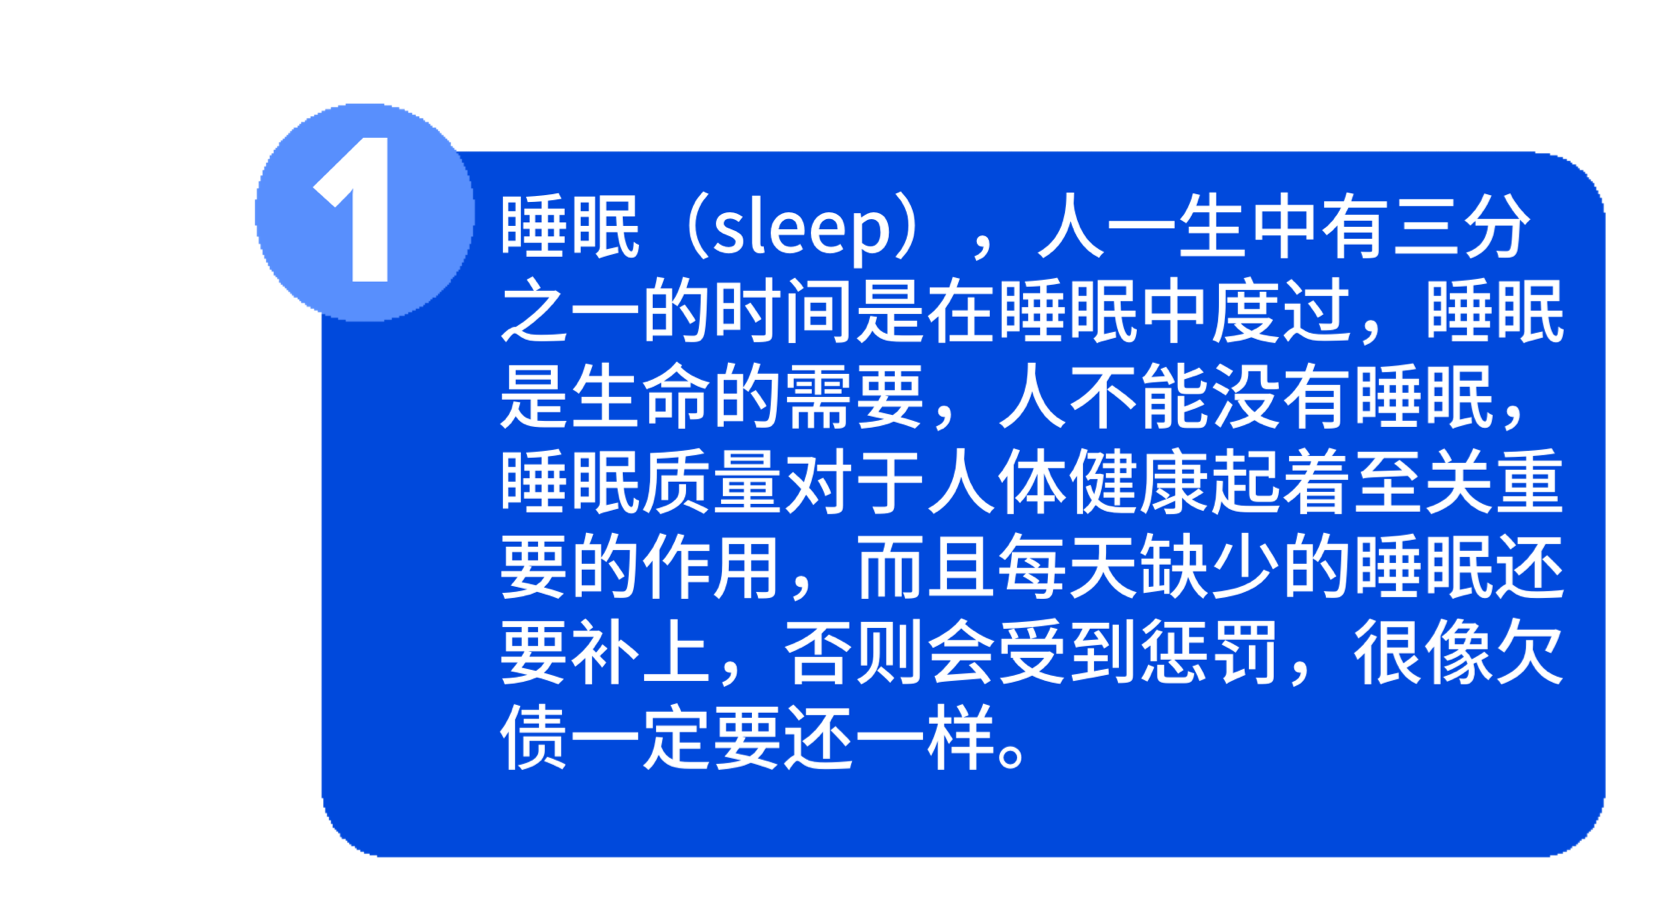 1
睡眠（sleep），人一生中有三分
之一的时间是在睡眠中度过，睡眠
是生命的需要，人不能没有睡眠，
睡眠质量对于人体健康起着至关重
要的作用，而且每天缺少的睡眠还
要补上，否则会受到惩罚，很像欠
债一定要还一样。